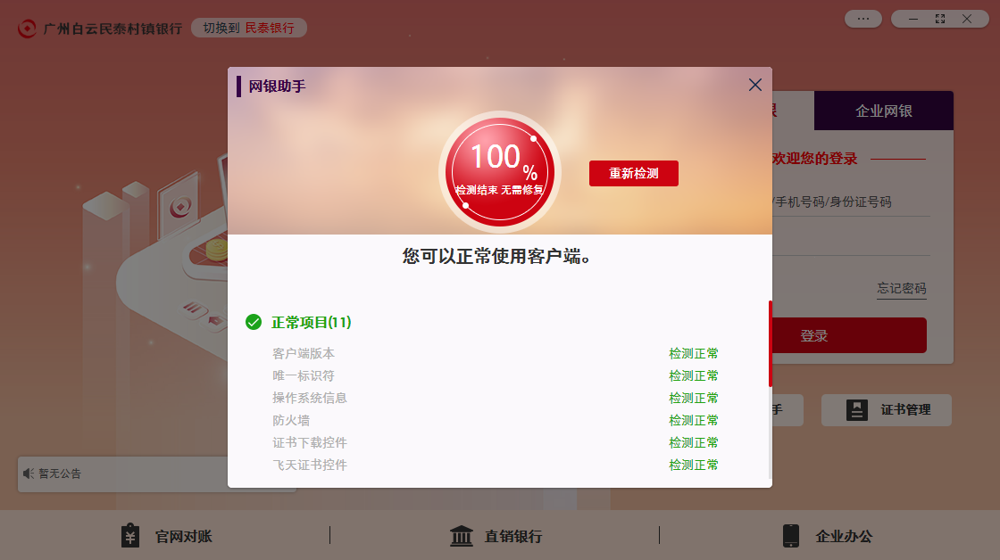 广州白云民泰村镇银行 切换到 民泰银行
网银助手
企业网银
100%
检测结束 无需修复
重新检测
欢迎您的登录
/手机号码/身份证号码
您可以正常使用客户端。
忘记密码
正常项目(11)
登录
客户端版本 检测正常
唯一标识符 检测正常
操作系统信息 检测正常
防火墙 检测正常
证书下载控件 检测正常
飞天证书控件 检测正常
手
证书管理
暂无公告
官网对账
直销银行
企业办公